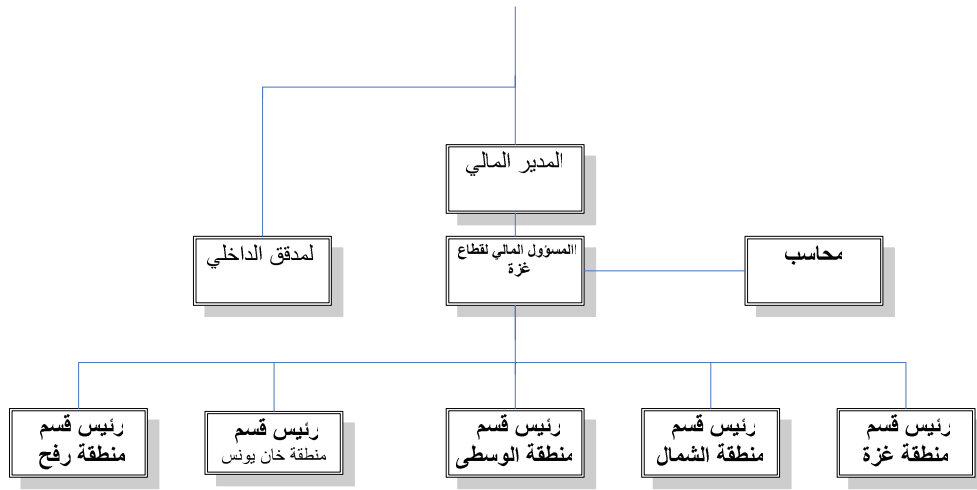 المدير المالي
محاسب
االمسؤول المالي لقطاع
غزة
لمدقق الداخلي
رئيس قسم
منطقة غزة
رئيس قسم
منطقة الشمال
رئيس قسم
منطقة الوسطى
رئيس قسم
منطقة خان يونس
رئيس قسم
منطقة رفح